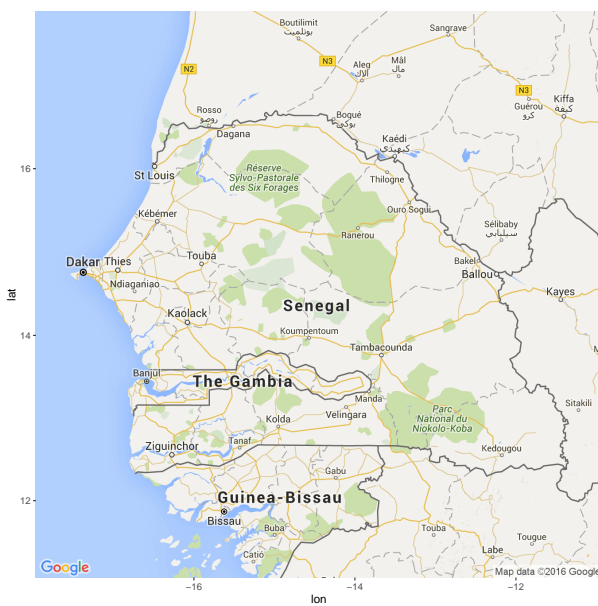 Boutilimit
بوتلميت
Sangrave
N2
N3
Aleg
ألاك
Mâl
مال
N3
Guérou
كرو
Kiffa
كيفة
Rosso
روصو
Dagana
Bogué
بوكى
Kaédi
كيهيدي
16
St Louis
Réserve
Sylvo-Pastorale
des Six Forages
Thilogne
Ouro Sogui
Kébémer
Ranerou
Sélibaby
سيليبابي
Dakar
Thies
Touba
Bakel
Ballou
Ndiaganiao
Kayes
lat
Kaolack
Senegal
14
Koumpentoum
Tambacounda
Banjul
The Gambia
Manda
Sitakili
Velingara
Parc
National du
Niokolo-Koba
Kolda
Ziguinchor
Tanaf
Kedougou
Gabu
12
Guinea-Bissau
Bissau
Buba
Touba
Tougue
Catió
Labe
Google
Map data ©2016 Google
−16
−14
−12
lon